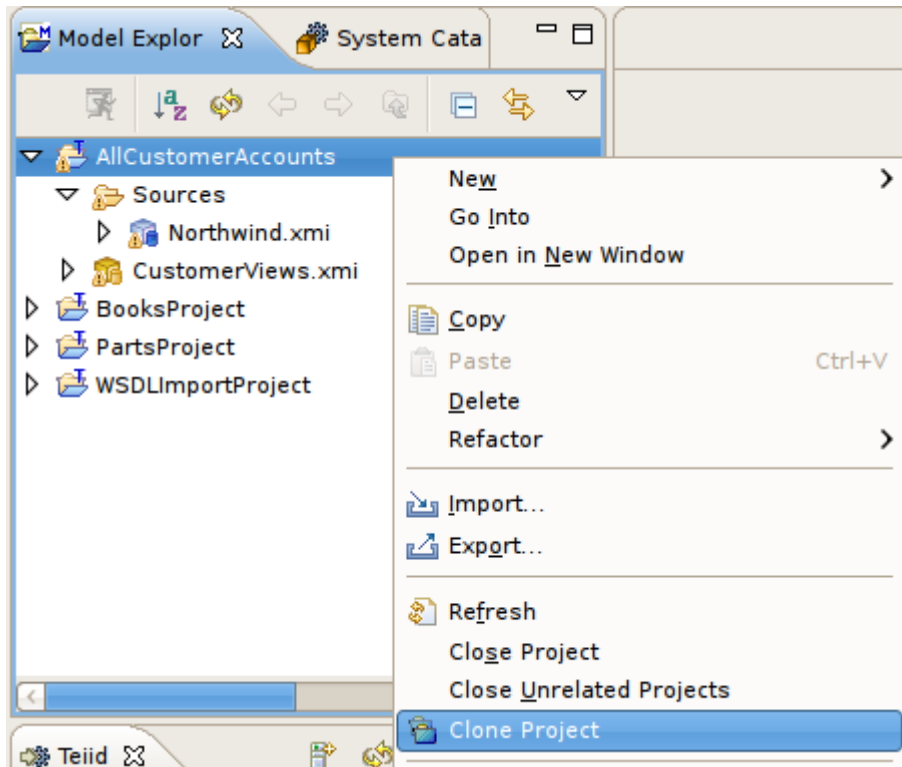 Model Explor
System Cata
AllCustomerAccounts
Sources
Northwind.xmi
CustomerViews.xmi
BooksProject
PartsProject
WSDLImportProject
New
Go Into
Open in New Window
Copy
Paste Ctrl+V
Delete
Refactor
Import...
Export...
Refresh
Close Project
Close Unrelated Projects
Clone Project
Teiid